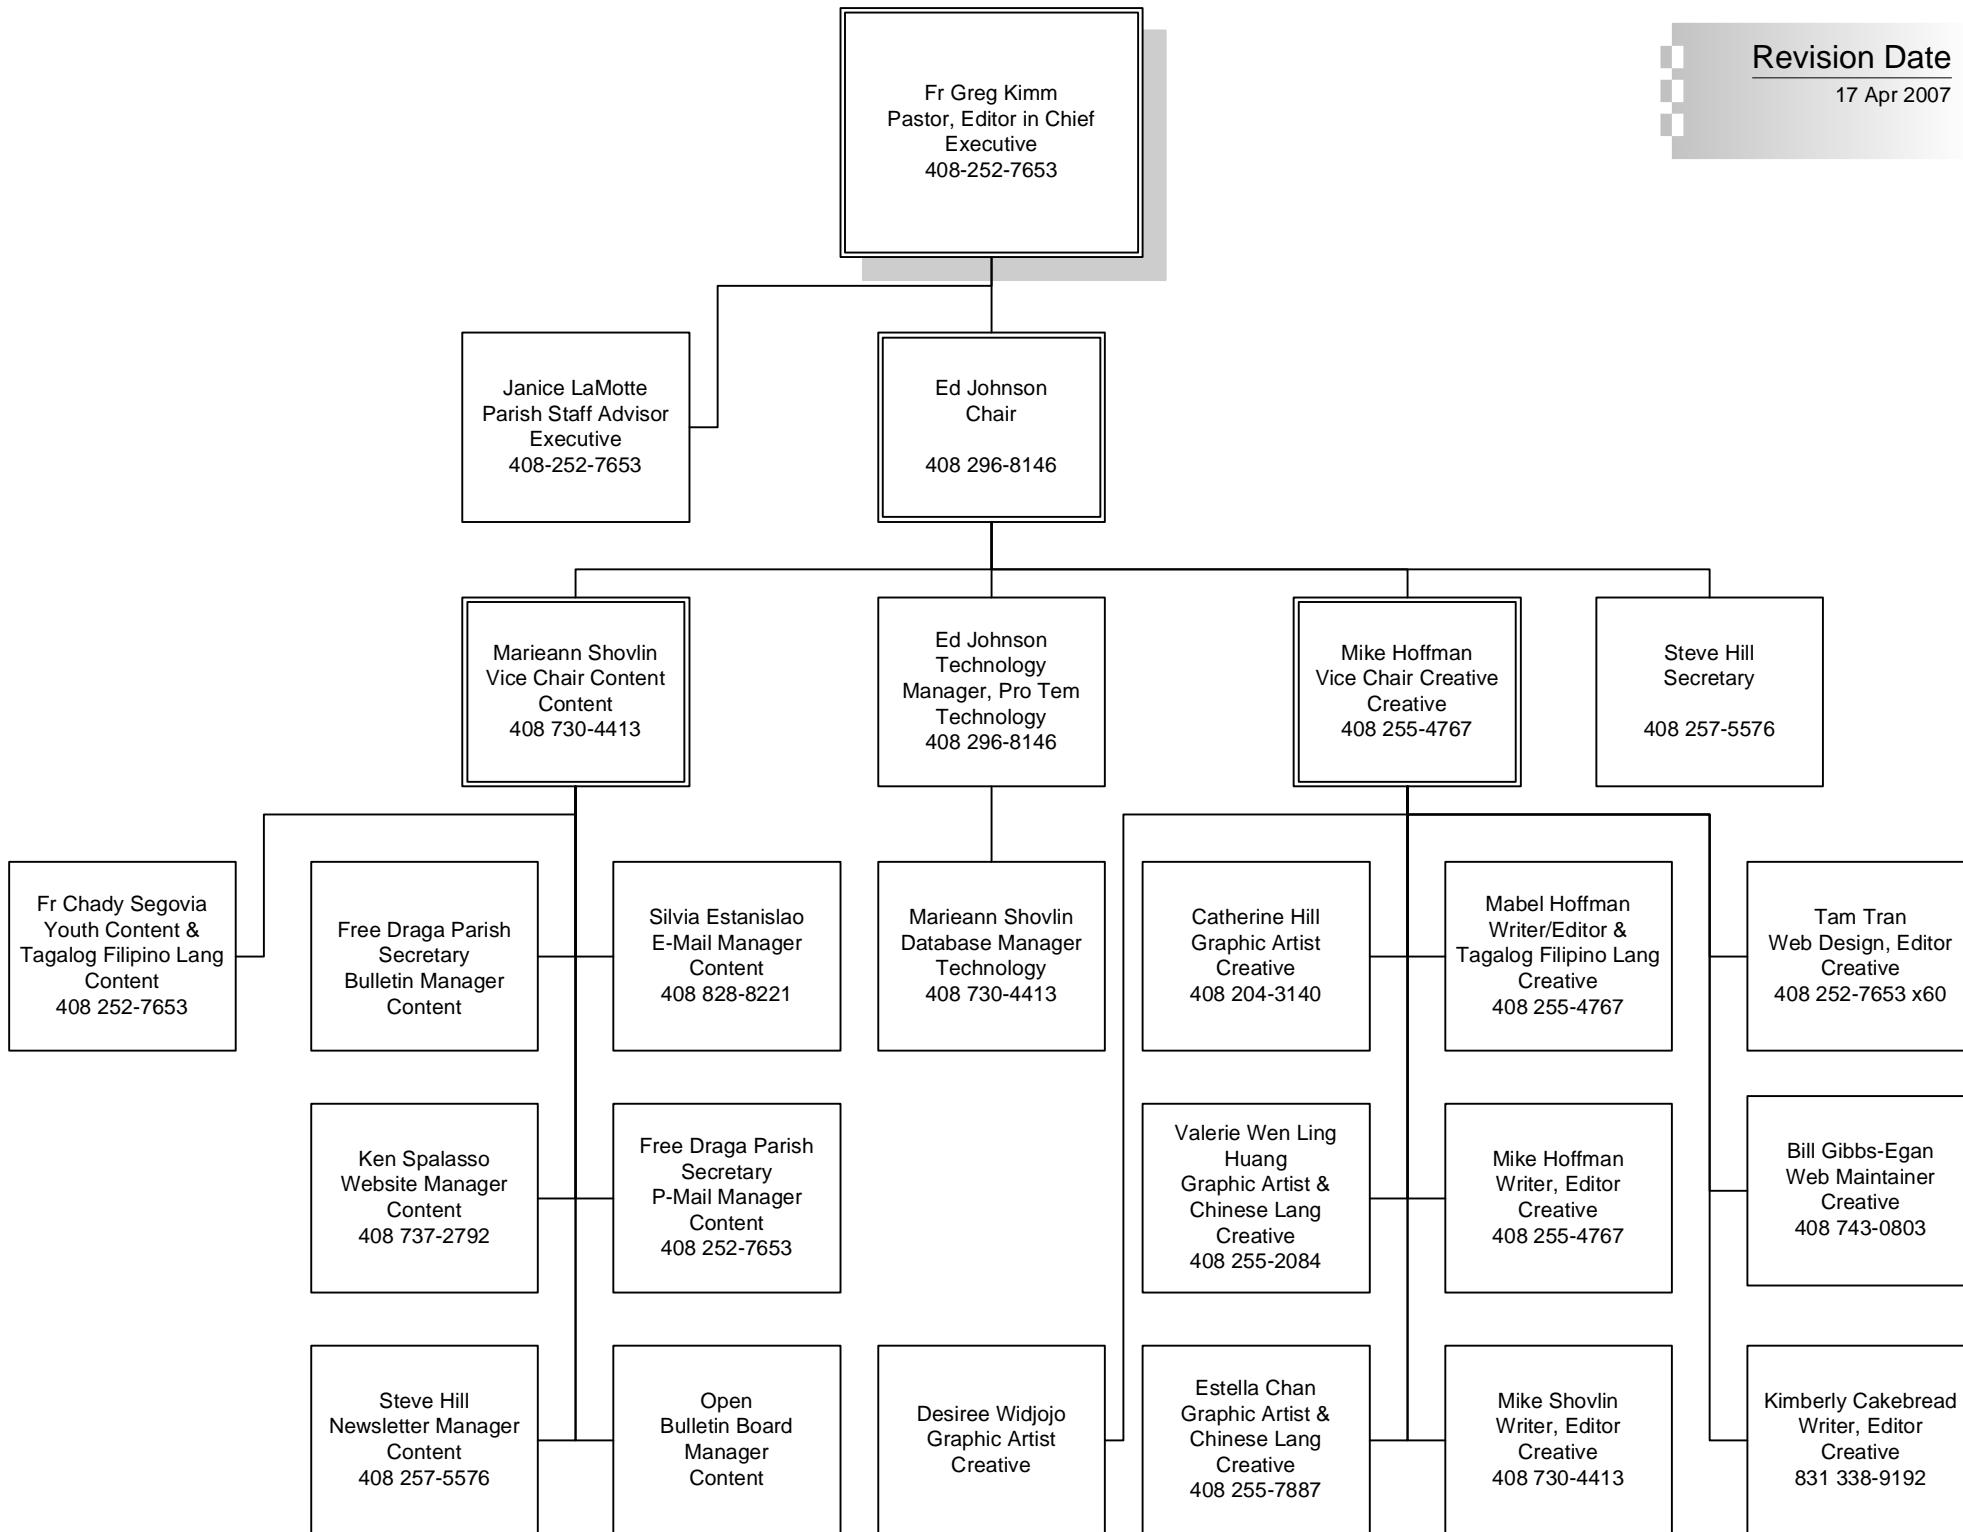 Fr Greg Kimm
Pastor, Editor in Chief
Executive
408-252-7653
Revision Date
17 Apr 2007
Janice LaMotte
Parish Staff Advisor
Executive
408-252-7653
Ed Johnson
Chair
408 296-8146
Marieann Shovlin
Vice Chair Content
Content
408 730-4413
Ed Johnson
Technology
Manager, Pro Tem
Technology
408 296-8146
Mike Hoffman
Vice Chair Creative
Creative
408 255-4767
Steve Hill
Secretary
408 257-5576
Fr Chady Segovia
Youth Content &
Tagalog Filipino Lang
Content
408 252-7653
Free Draga Parish
Secretary
Bulletin Manager
Content
Silvia Estanislao
E-Mail Manager
Content
408 828-8221
Marieann Shovlin
Database Manager
Technology
408 730-4413
Catherine Hill
Graphic Artist
Creative
408 204-3140
Mabel Hoffman
Writer/Editor &
Tagalog Filipino Lang
Creative
408 255-4767
Tam Tran
Web Design, Editor
Creative
408 252-7653 x60
Ken Spalasso
Website Manager
Content
408 737-2792
Free Draga Parish
Secretary
P-Mail Manager
Content
408 252-7653
Valerie Wen Ling
Huang
Graphic Artist &
Chinese Lang
Creative
408 255-2084
Mike Hoffman
Writer, Editor
Creative
408 255-4767
Bill Gibbs-Egan
Web Maintainer
Creative
408 743-0803
Steve Hill
Newsletter Manager
Content
408 257-5576
Open
Bulletin Board
Manager
Content
Desiree Widjojo
Graphic Artist
Creative
Estella Chan
Graphic Artist &
Chinese Lang
Creative
408 255-7887
Mike Shovlin
Writer, Editor
Creative
408 730-4413
Kimberly Cakebread
Writer, Editor
Creative
831 338-9192